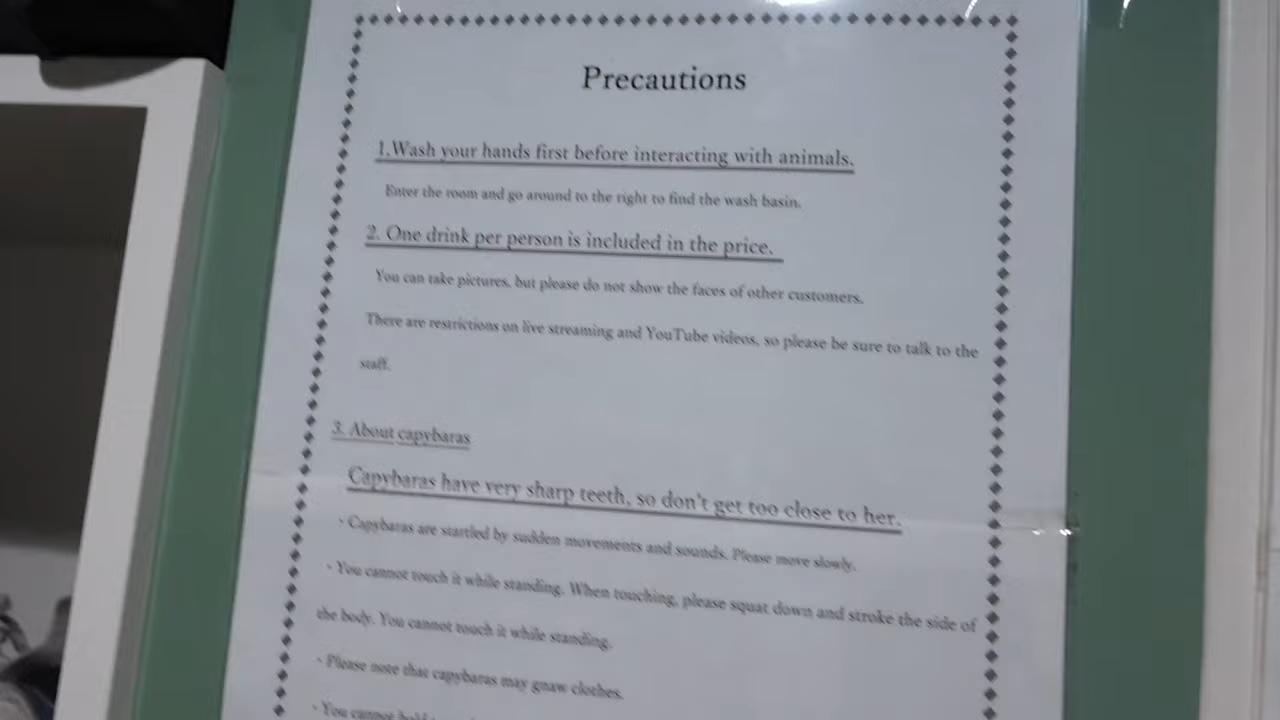 Precautions
1.Wash your hands first before interacting with animals.
Enter the room and go around to the right to find the wash basin.
2. One drink per person is included in the price.
You can take pictures, but please do not show the faces of other customers.
There are restrictions on live streaming and YouTube videos, so please be sure to talk to the
staff.
3. About capybaras
Capybaras have very sharp teeth, so don't get too close to her.
・Capybaras are startled by sudden movements and sounds. Please move slowly.
・You cannot touch it while standing. When touching, please squat down and stroke the side of
the body. You cannot touch it while standing.
・Please note that capybaras may gnaw clothes.
・You cannot